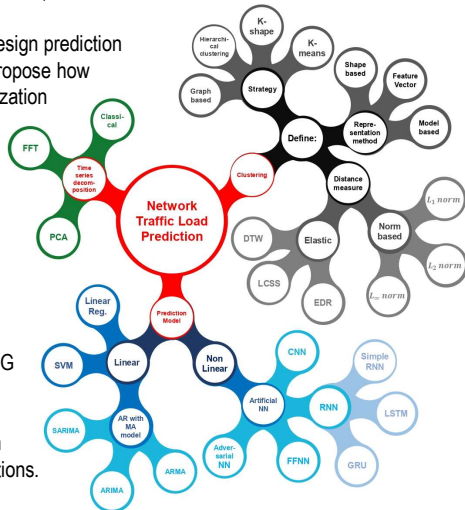 esign prediction
ropose how
zation
G
tions.
K-
shape
Hierarchi-
cal
clustering
K-
means
Graph
based
Strategy
Shape
based
Feature
Vector
Define:
Repre-
sentation
method
Model
based
Classi-
cal
FFT
Time
series
decom-
position
PCA
Clustering
Network
Traffic Load
Prediction
Distance
measure
DTW
Elastic
Norm
based
L₁ norm
L₂ norm
L∞ norm
LCSS
EDR
Prediction
Model
Linear
Reg.
SVM
Linear
Non
Linear
CNN
Simple
RNN
SARIMA
AR with
MA
model
Artificial
NN
RNN
LSTM
ARIMA
ARMA
Adver-
sarial
NN
FFNN
GRU